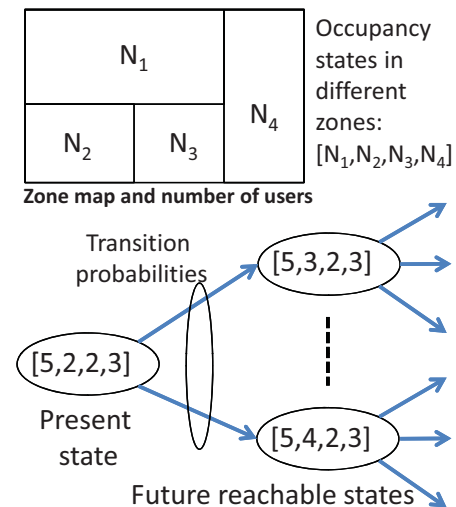 N₁
N₂
N₃
N₄
Occupancy
states in
different
zones:
[N₁,N₂,N₃,N₄]
Zone map and number of users
Transition
probabilities
[5,2,2,3]
Present
state
[5,3,2,3]
[5,4,2,3]
Future reachable states